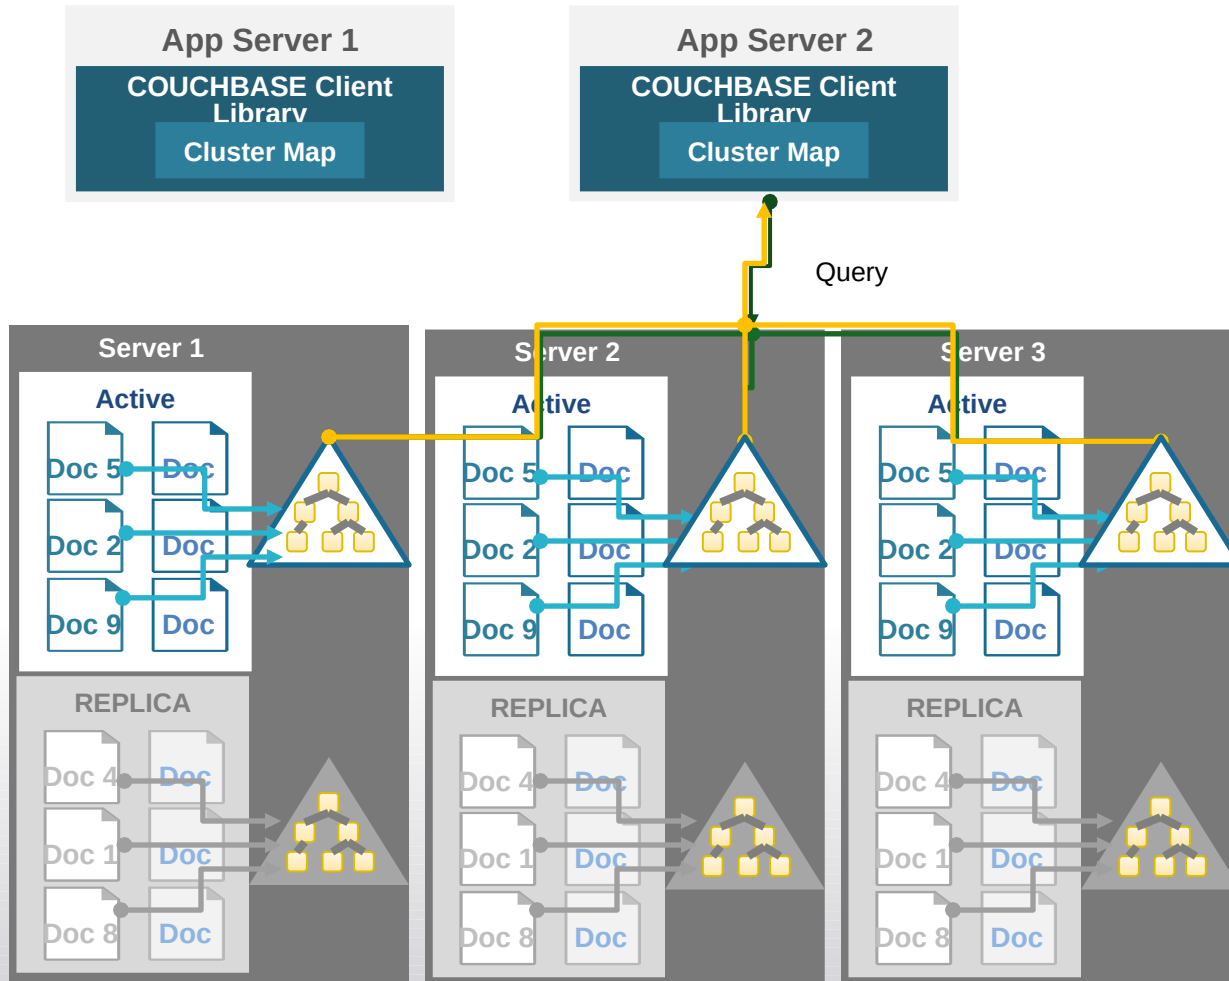 App Server 1
COUCHBASE Client
Library
Cluster Map
App Server 2
COUCHBASE Client
Library
Cluster Map
Query
Server 1
Active
Doc 5
Doc
Doc 2
Doc
Doc 9
Doc
REPLICA
Doc 4
Doc
Doc 1
Doc
Doc 8
Doc
Server 2
Active
Doc 5
Doc
Doc 2
Doc
Doc 9
Doc
REPLICA
Doc 4
Doc
Doc 1
Doc
Doc 8
Doc
Server 3
Active
Doc 5
Doc
Doc 2
Doc
Doc 9
Doc
REPLICA
Doc 4
Doc
Doc 1
Doc
Doc 8
Doc